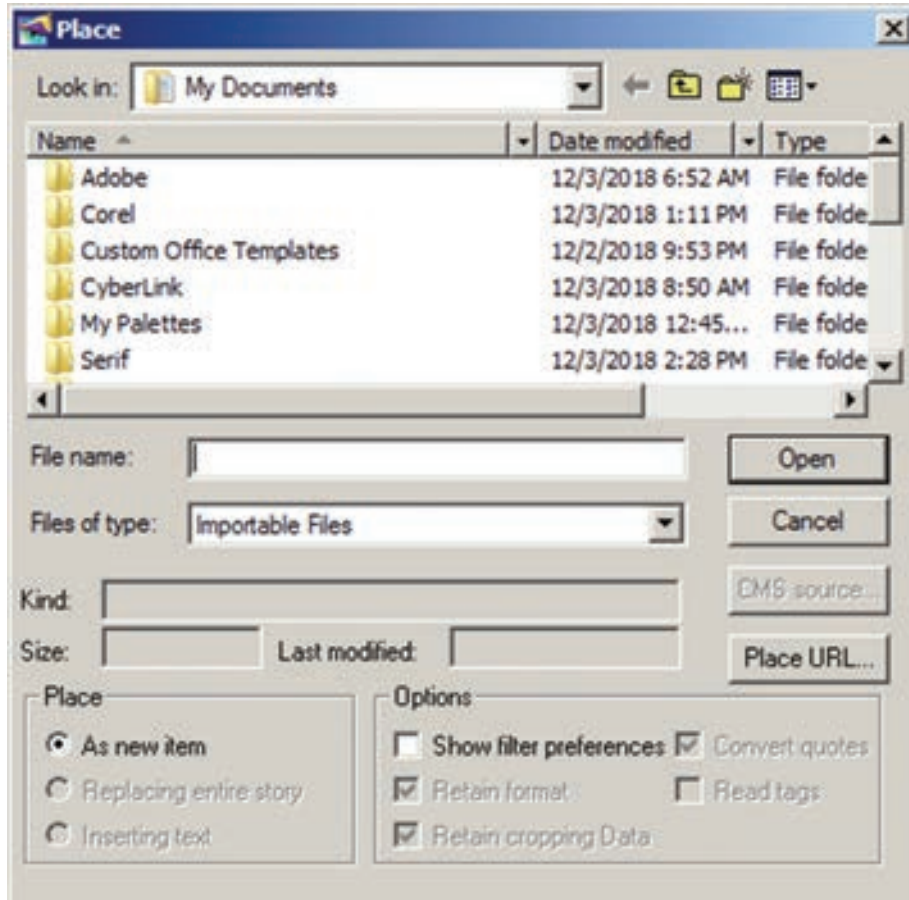 Place
Look in: My Documents
Name Date modified Type
Adobe 12/3/2018 6:52 AM File folde
Corel 12/3/2018 1:11 PM File folde
Custom Office Templates 12/2/2018 9:53 PM File folde
CyberLink 12/3/2018 8:50 AM File folde
My Palettes 12/3/2018 12:45... File folde
Serif 12/3/2018 2:28 PM File folde
File name: Open
Files of type: Importable Files Cancel
Kind: CMS source...
Size: Last modified: Place URL...
Place Options
As new item Show filter preferences Convert quotes
Replacing entire story Retain format Read tags
Inserting text Retain cropping Data